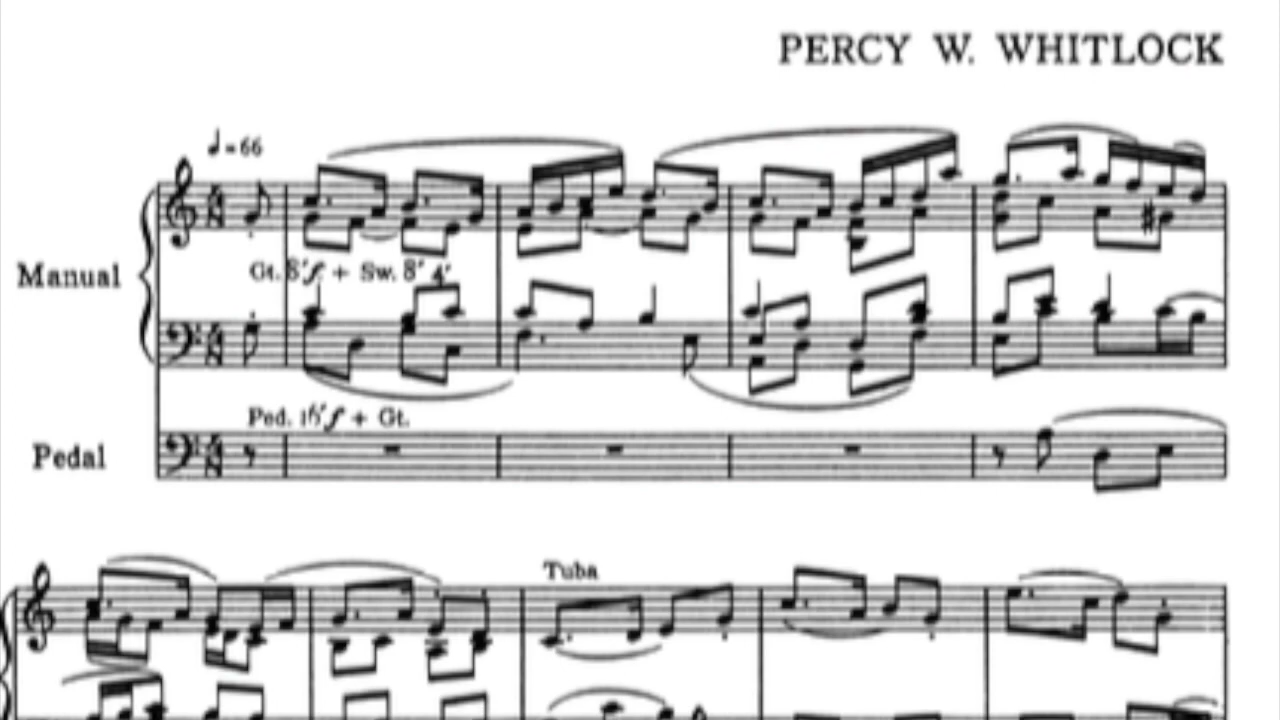 PERCY W. WHITLOCK
♩=66
Manual
Gt. 8' f + Sw. 8' 4'
Ped. 16' f + Gt.
Pedal
Tuba